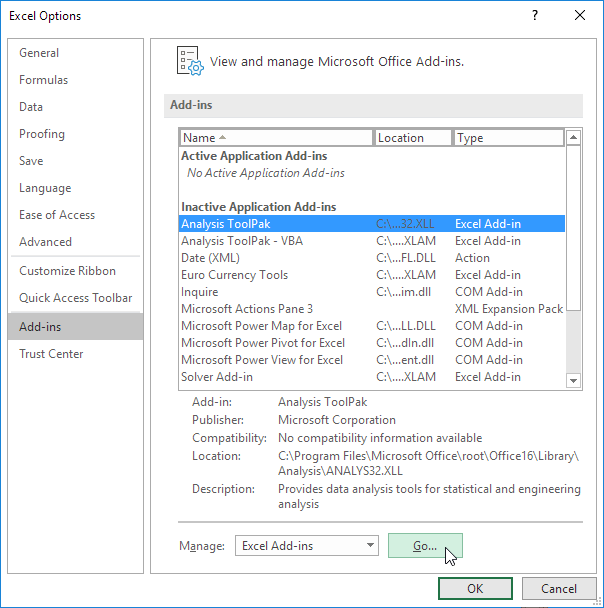 Excel Options
General
Formulas
Data
Proofing
Save
Language
Ease of Access
Advanced
Customize Ribbon
Quick Access Toolbar
Add-ins
Trust Center
View and manage Microsoft Office Add-ins.
Add-ins
Name Location Type
Active Application Add-ins
No Active Application Add-ins
Inactive Application Add-ins
Analysis ToolPak C:\...32.XLL Excel Add-in
Analysis ToolPak - VBA C:\....XLAM Excel Add-in
Date (XML) C:\...FL.DLL Action
Euro Currency Tools C:\....XLAM Excel Add-in
Inquire C:\...im.dll COM Add-in
Microsoft Actions Pane 3 XML Expansion Pack
Microsoft Power Map for Excel C:\...LL.DLL COM Add-in
Microsoft Power Pivot for Excel C:\...dln.dll COM Add-in
Microsoft Power View for Excel C:\...ent.dll COM Add-in
Solver Add-in C:\....XLAM Excel Add-in
Add-in: Analysis ToolPak
Publisher: Microsoft Corporation
Compatibility: No compatibility information available
Location: C:\Program Files\Microsoft Office\root\Office16\Library\
Analysis\ANALYS32.XLL
Description: Provides data analysis tools for statistical and engineering
analysis
Manage: Excel Add-ins Go...
OK Cancel